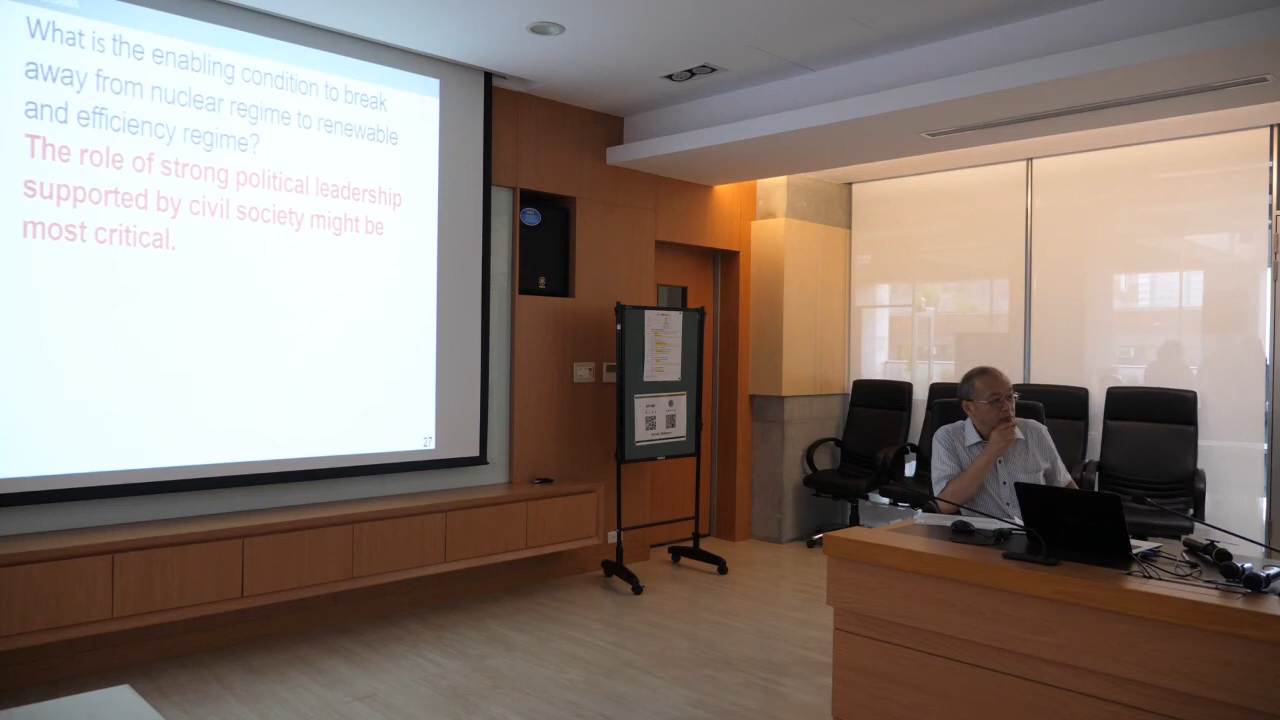 What is the enabling condition to break
away from nuclear regime to renewable
and efficiency regime?
The role of strong political leadership
supported by civil society might be
most critical.
27